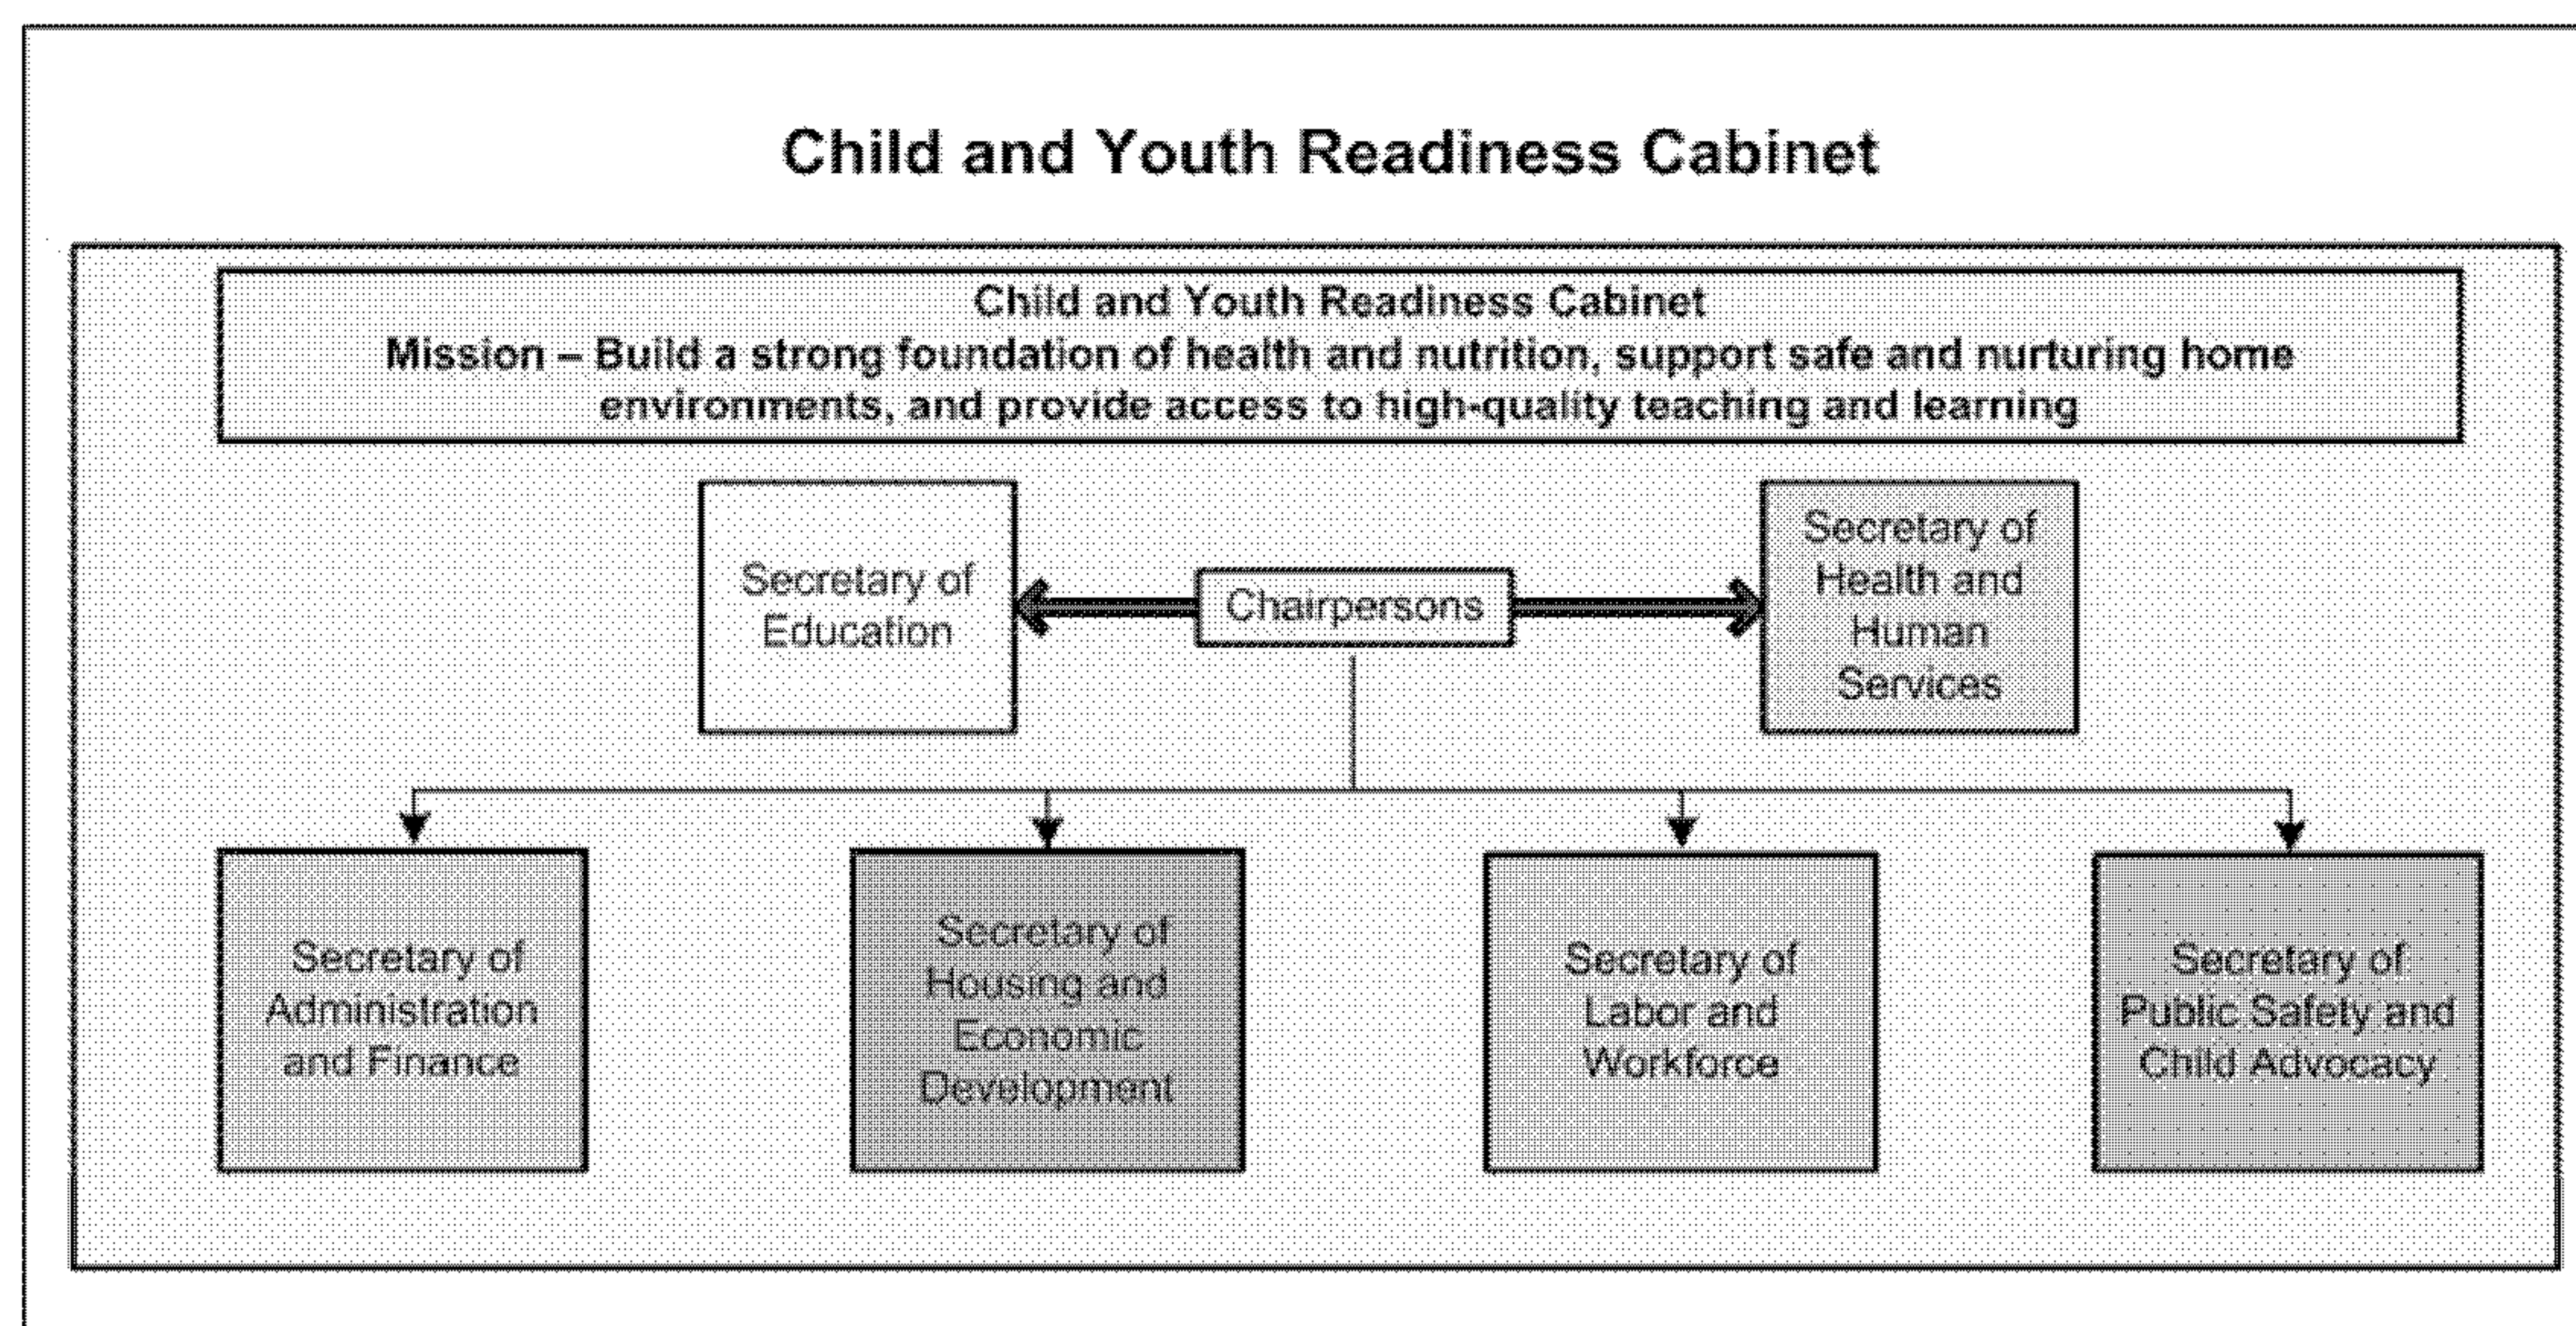 Child and Youth Readiness Cabinet
Child and Youth Readiness Cabinet
Mission – Build a strong foundation of health and nutrition, support safe and nurturing home
environments, and provide access to high-quality teaching and learning
Secretary of
Education
Chairpersons
Secretary of
Health and
Human
Services
Secretary of
Administration
and Finance
Secretary of
Housing and
Economic
Development
Secretary of
Labor and
Workforce
Secretary of
Public Safety and
Child Advocacy